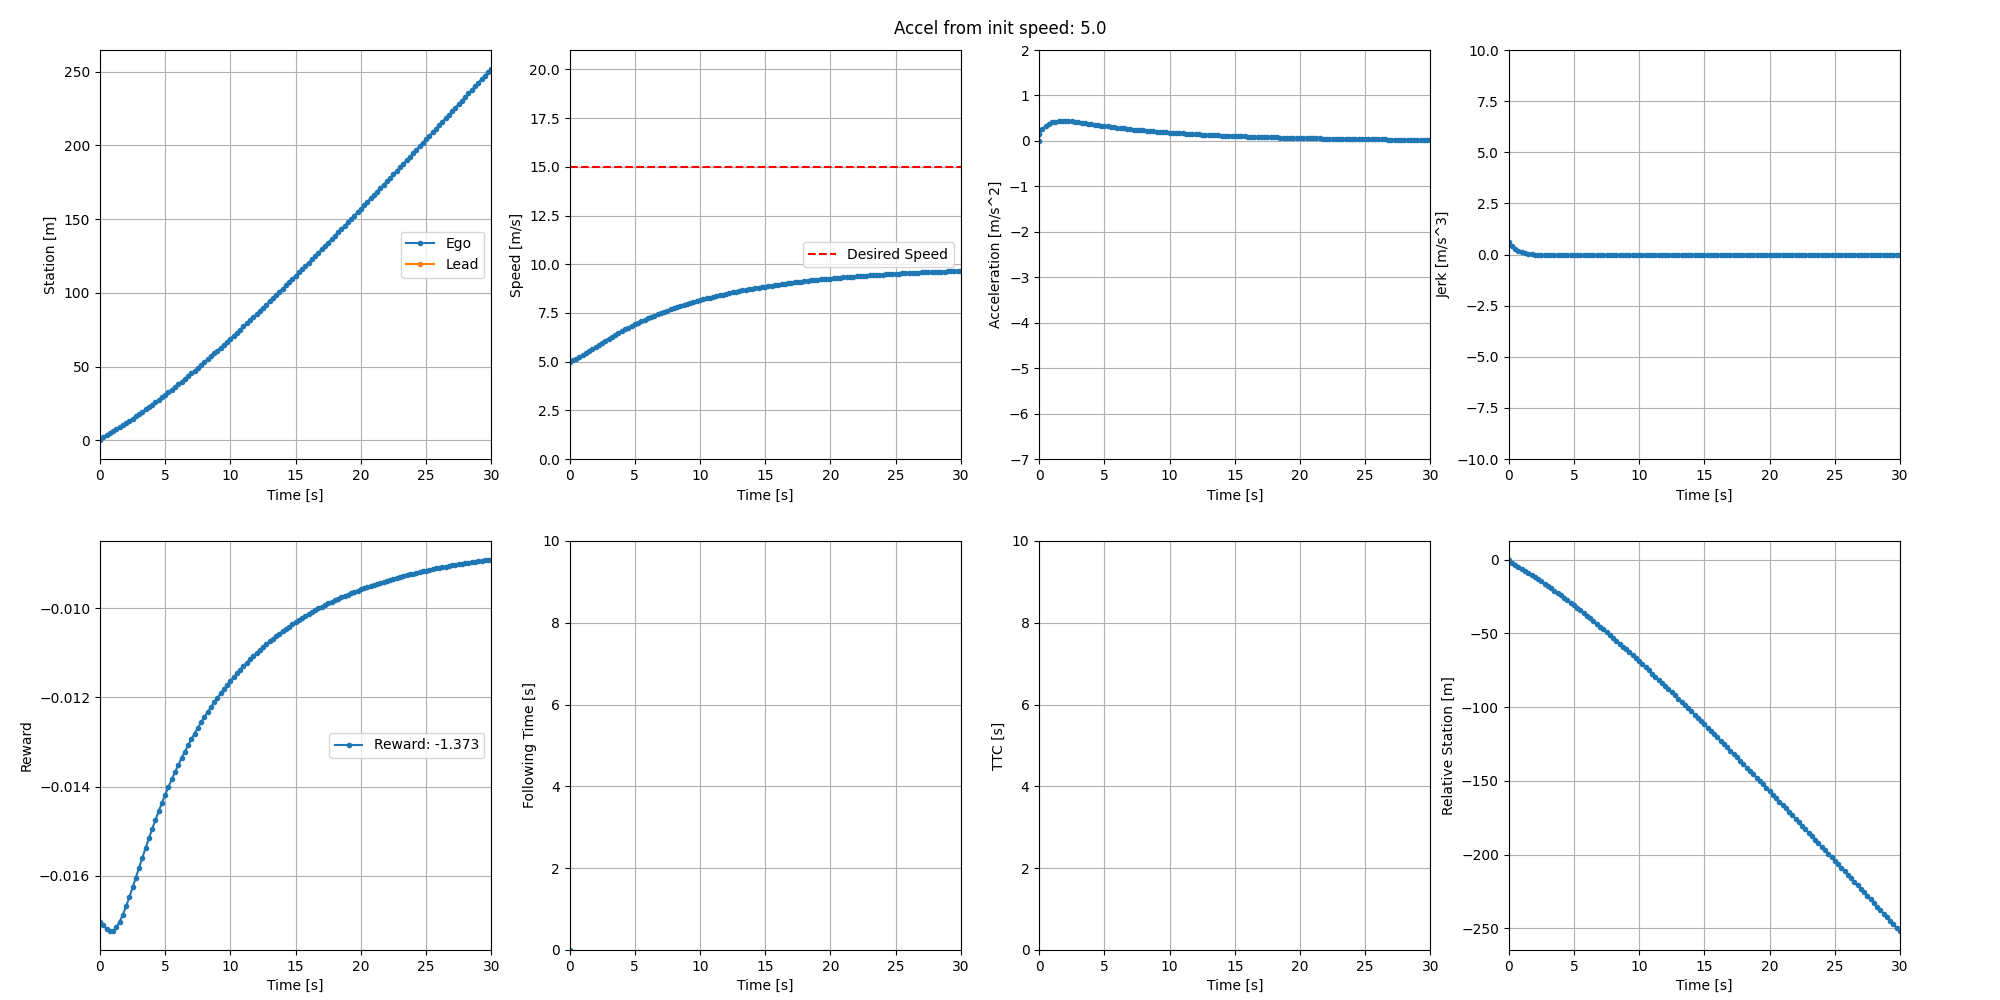 Accel from init speed: 5.0
250
200
150
100
50
0
Station [m]
Ego
Lead
0 5 10 15 20 25 30
Time [s]
20.0
17.5
15.0
12.5
10.0
7.5
5.0
2.5
0.0
Speed [m/s]
Desired Speed
0 5 10 15 20 25 30
Time [s]
2
1
0
−1
−2
−3
−4
−5
−6
−7
Acceleration [m/s^2]
0 5 10 15 20 25 30
Time [s]
10.0
7.5
5.0
2.5
0.0
−2.5
−5.0
−7.5
−10.0
Jerk [m/s^3]
0 5 10 15 20 25 30
Time [s]
−0.010
−0.012
−0.014
−0.016
Reward
Reward: -1.373
0 5 10 15 20 25 30
Time [s]
10
8
6
4
2
0
Following Time [s]
0 5 10 15 20 25 30
Time [s]
10
8
6
4
2
0
TTC [s]
0 5 10 15 20 25 30
Time [s]
0
−50
−100
−150
−200
−250
Relative Station [m]
0 5 10 15 20 25 30
Time [s]